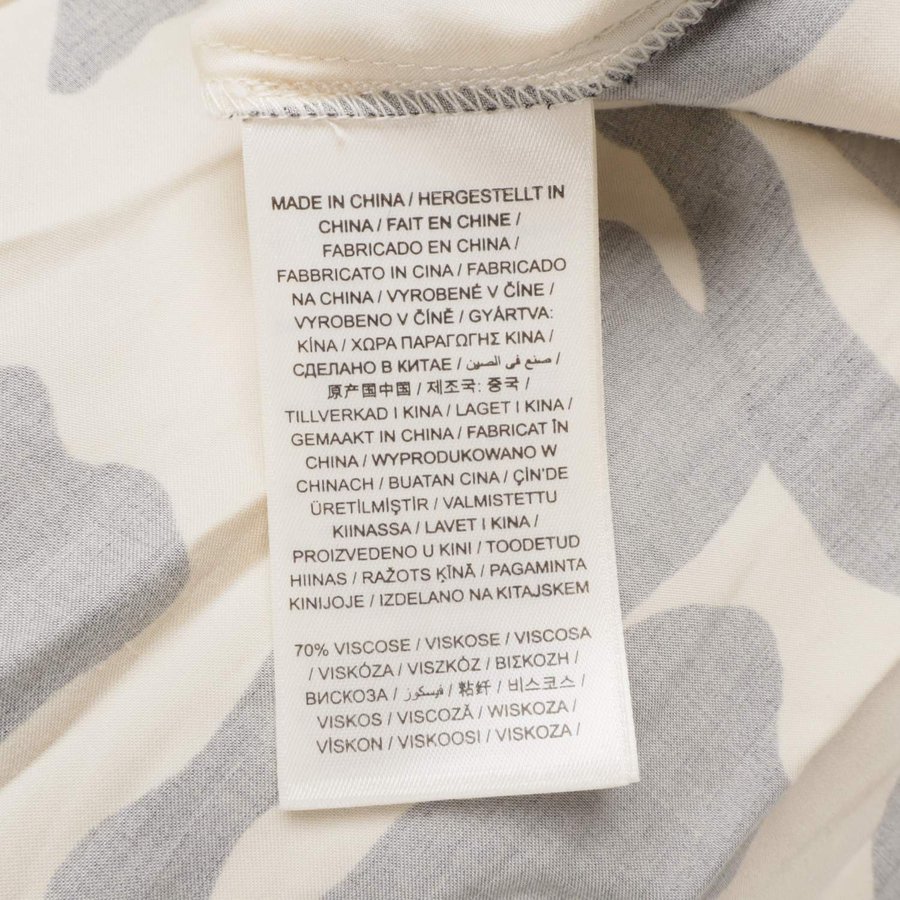 MADE IN CHINA / HERGESTELLT IN
CHINA / FAIT EN CHINE /
FABRICADO EN CHINA /
FABBRICATO IN CINA / FABRICADO
NA CHINA / VYROBENÉ V ČÍNE /
VYROBENO V ČÍNĚ / GYÁRTVA:
KÍNA / ΧΩΡΑ ΠΑΡΑΓΩΓΗΣ ΚΙΝΑ /
СДЕЛАНО В КИТАЕ / صنع في الصين /
原产国中国 / 제조국: 중국 /
TILLVERKAD I KINA / LAGET I KINA /
GEMAAKT IN CHINA / FABRICAT ÎN
CHINA / WYPRODUKOWANO W
CHINACH / BUATAN CINA / ÇİN'DE
ÜRETİLMİŞTİR / VALMISTETTU
KIINASSA / LAVET I KINA /
PROIZVEDENO U KINI / TOODETUD
HIINAS / RAŽOTS ĶĪNĀ / PAGAMINTA
KINIJOJE / IZDELANO NA KITAJSKEM
70% VISCOSE / VISKOSE / VISCOSA
/ VISKÓZA / VISZKÓZ / ΒΙΣΚΟΖΗ /
ВИСКОЗА / فيسكوز / 粘紆 / 비스코스 /
VISKOS / VISCOZĂ / WISKOZA /
VİSKON / VISKOOSI / VISKOZA /